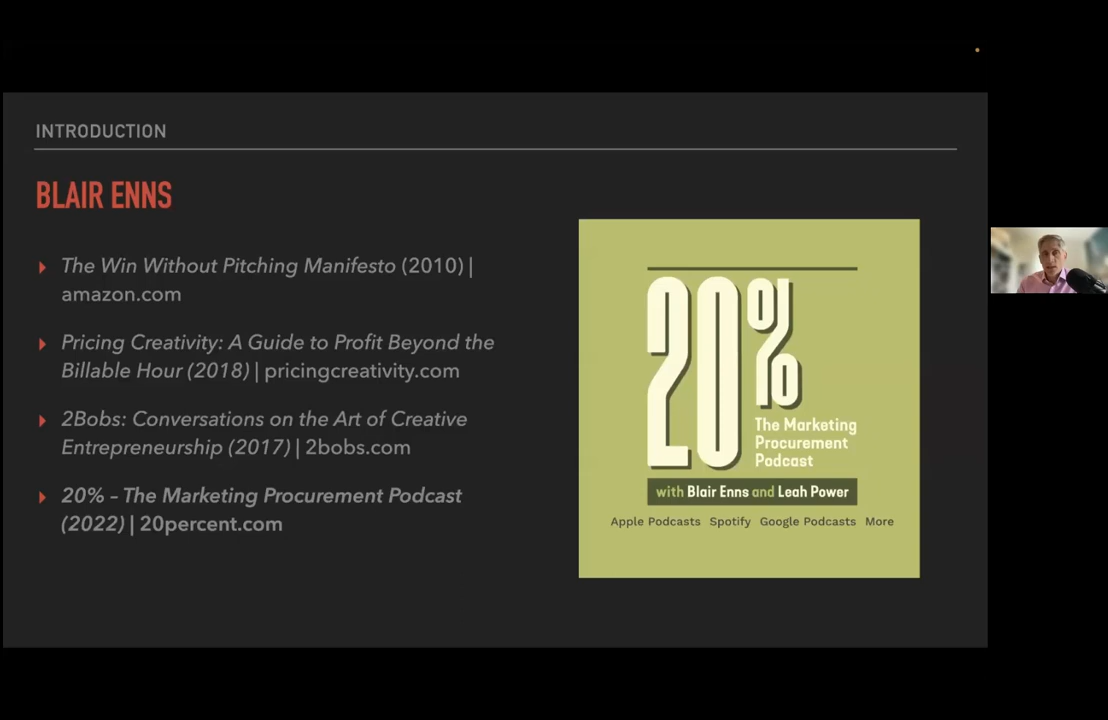 INTRODUCTION
BLAIR ENNS
The Win Without Pitching Manifesto (2010) |
amazon.com
Pricing Creativity: A Guide to Profit Beyond the
Billable Hour (2018) | pricingcreativity.com
2Bobs: Conversations on the Art of Creative
Entrepreneurship (2017) | 2bobs.com
20% – The Marketing Procurement Podcast
(2022) | 20percent.com
20%
The Marketing
Procurement
Podcast
with Blair Enns and Leah Power
Apple Podcasts Spotify Google Podcasts More